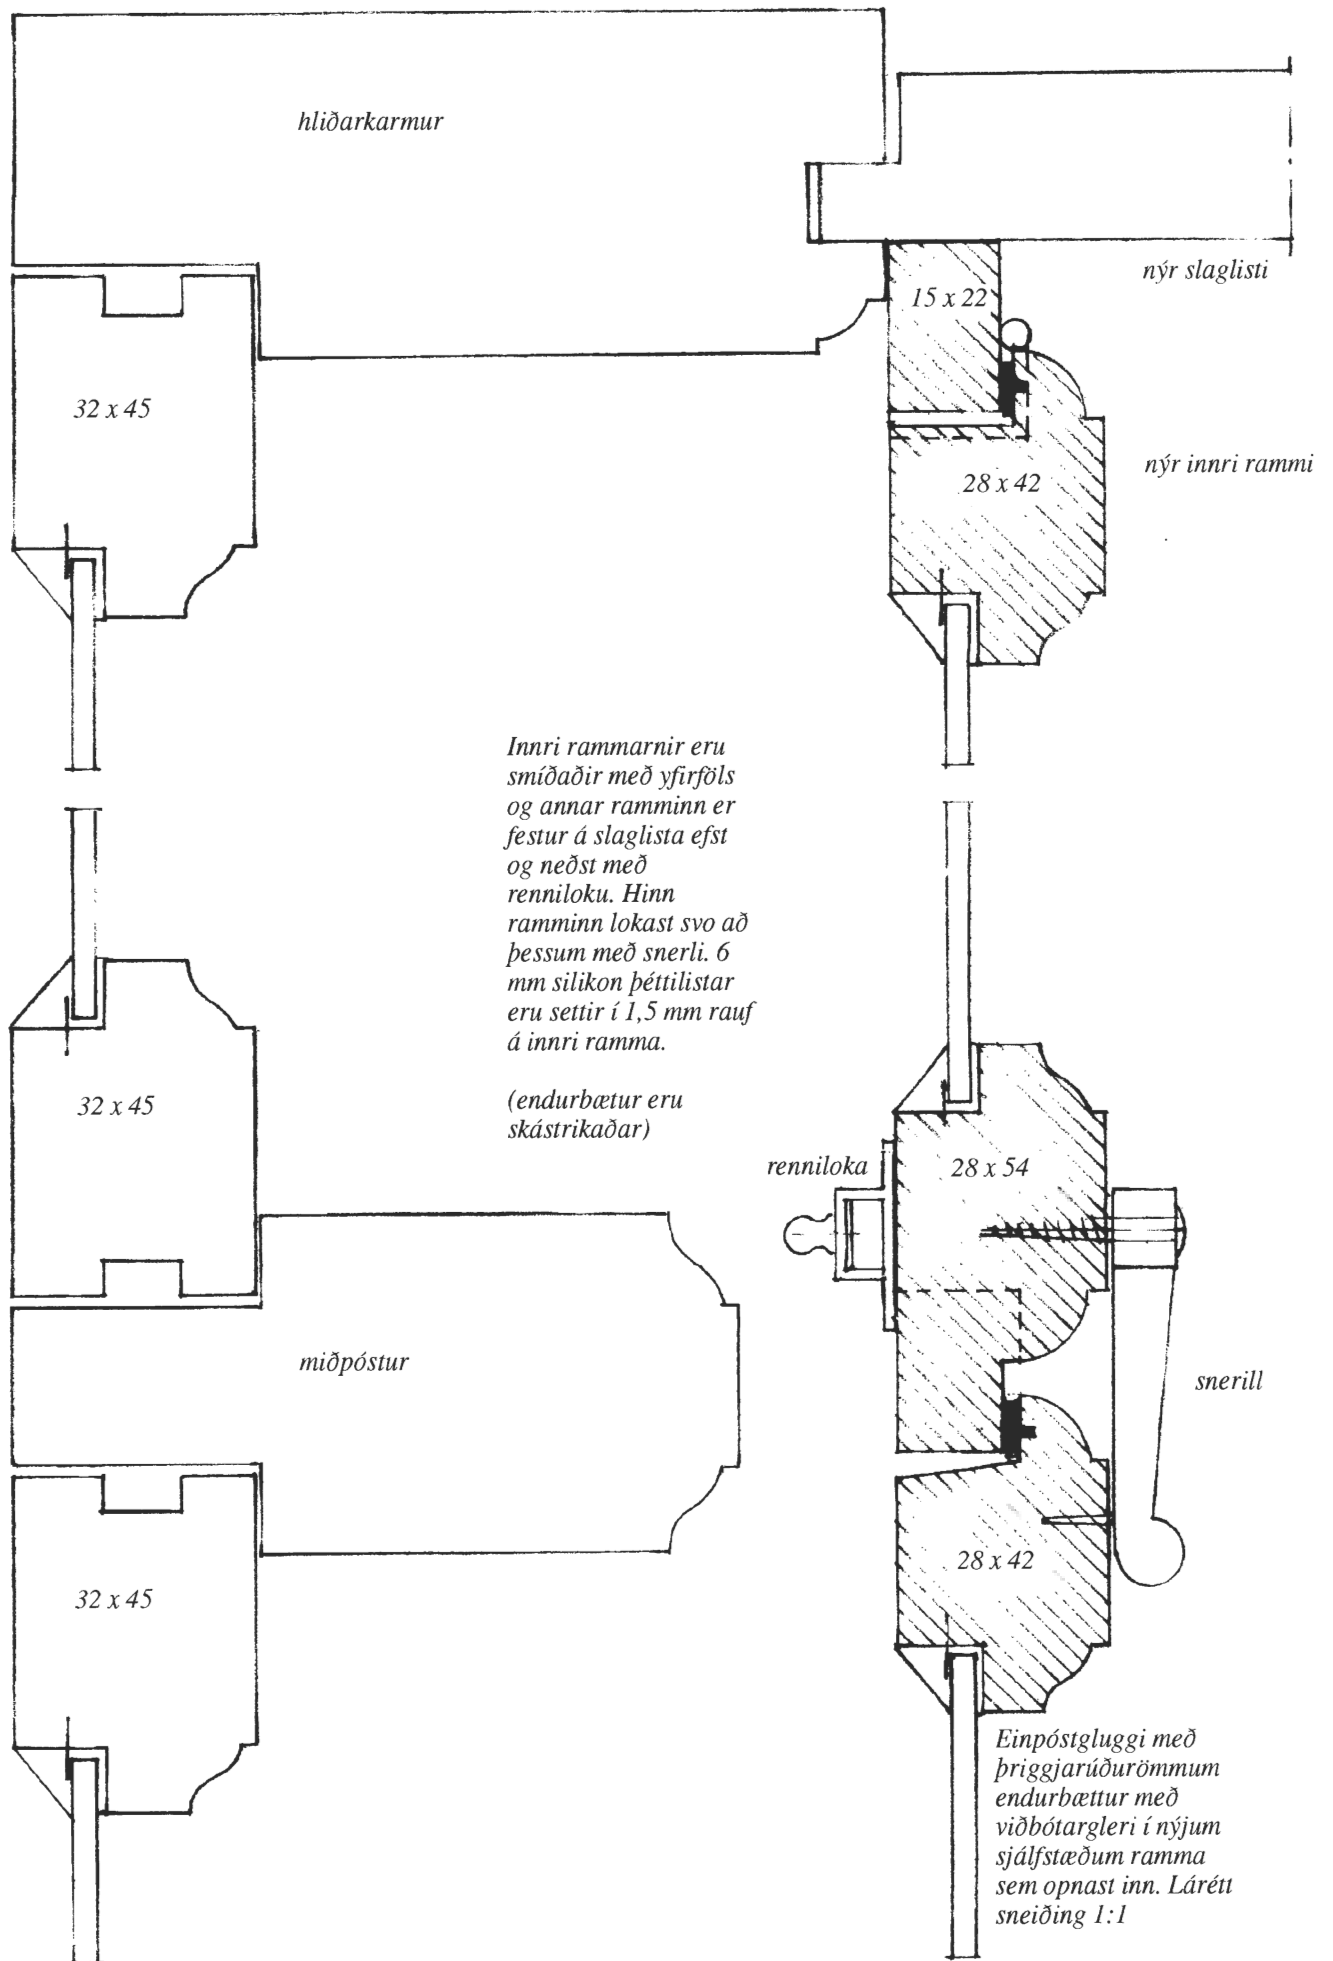 hliðarkarmur
nýr slaglisti
15 x 22
32 x 45
nýr innri rammi
28 x 42
Innri rammarnir eru
smíðaðir með yfirföls
og annar ramminn er
festur á slaglista efst
og neðst með
renniloku. Hinn
ramminn lokast svo að
þessum með snerli. 6
mm silikon þéttilistar
eru settir í 1,5 mm rauf
á innri ramma.
(endurbætur eru
skástrikaðar)
32 x 45
renniloka
28 x 54
miðpóstur
snerill
32 x 45
28 x 42
Einpóstgluggi með
þriggjarúðurömmum
endurbættur með
viðbótargleri í nýjum
sjálfstæðum ramma
sem opnast inn. Lárétt
sneiðing 1:1